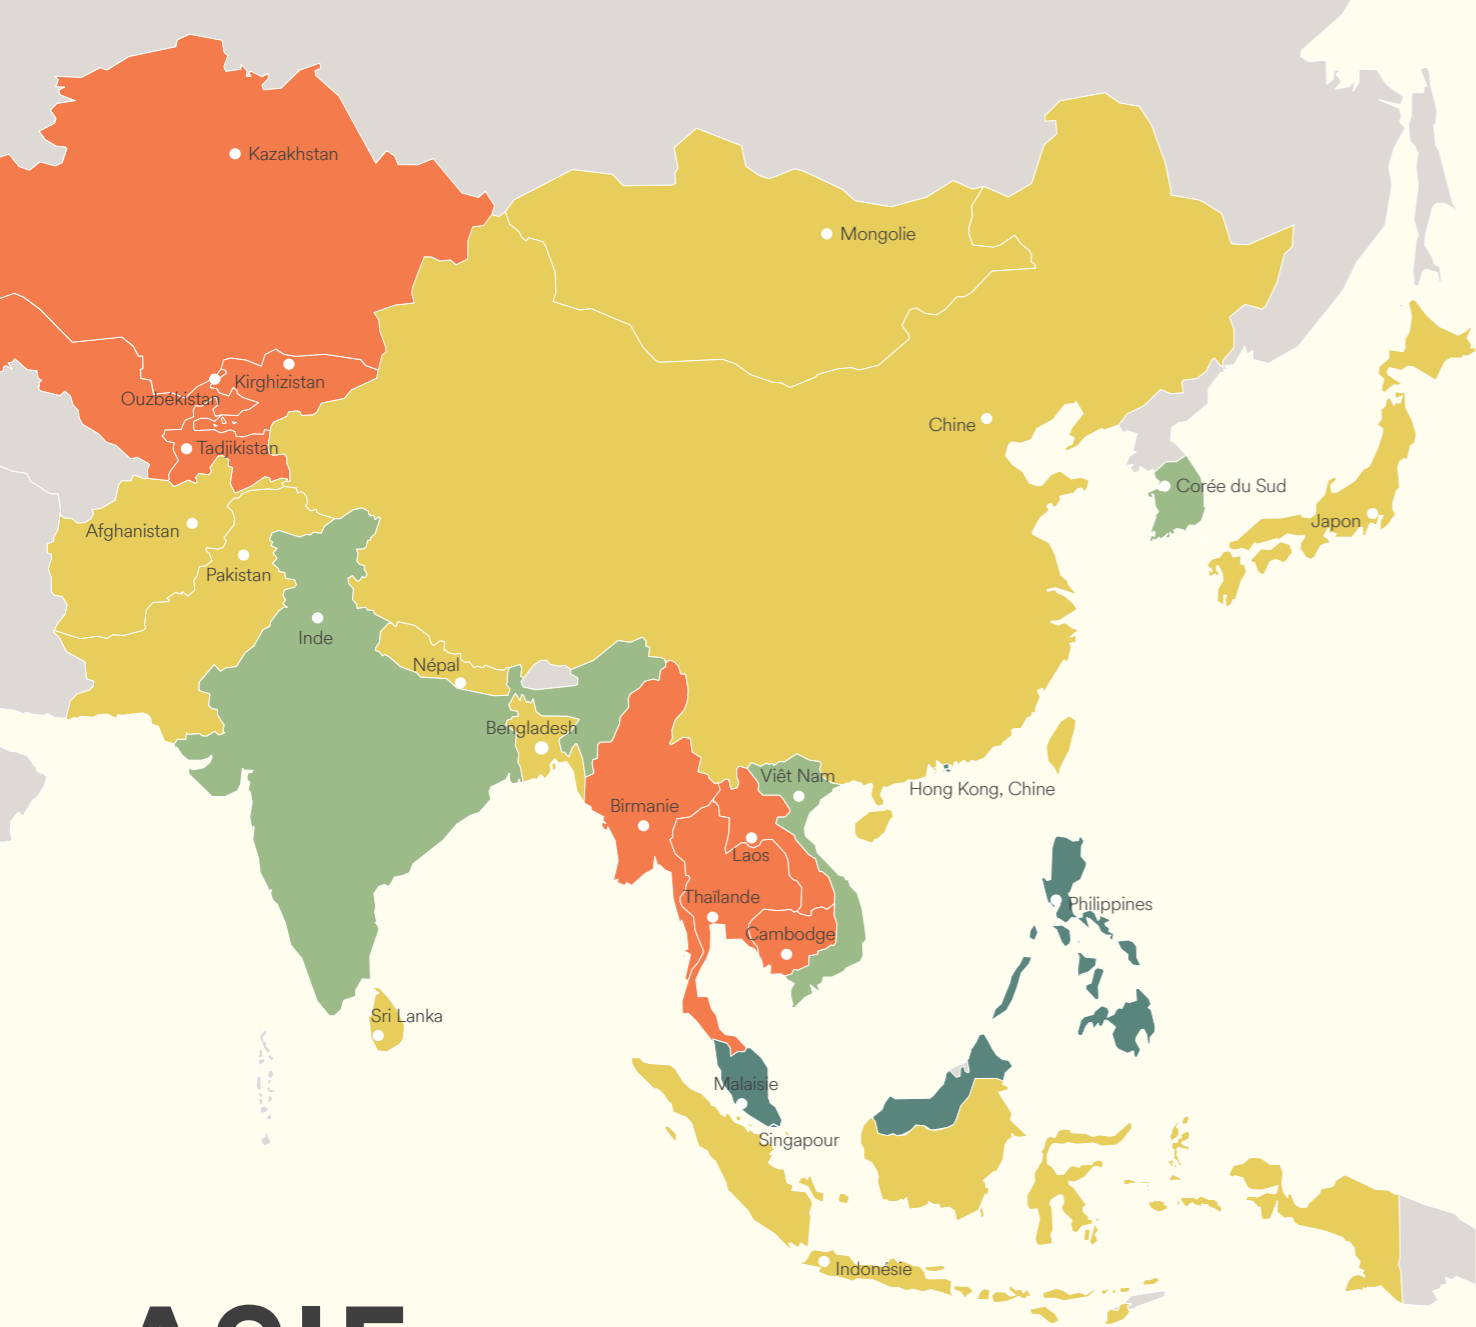 Kazakhstan
Mongolie
Kirghizistan
Ouzbékistan
Chine
Tadjikistan
Corée du Sud
Japon
Afghanistan
Pakistan
Inde
Népal
Bengladesh
Viêt Nam
Hong Kong, Chine
Birmanie
Laos
Thaïlande
Philippines
Cambodge
Sri Lanka
Malaisie
Singapour
Indonésie
ASIE